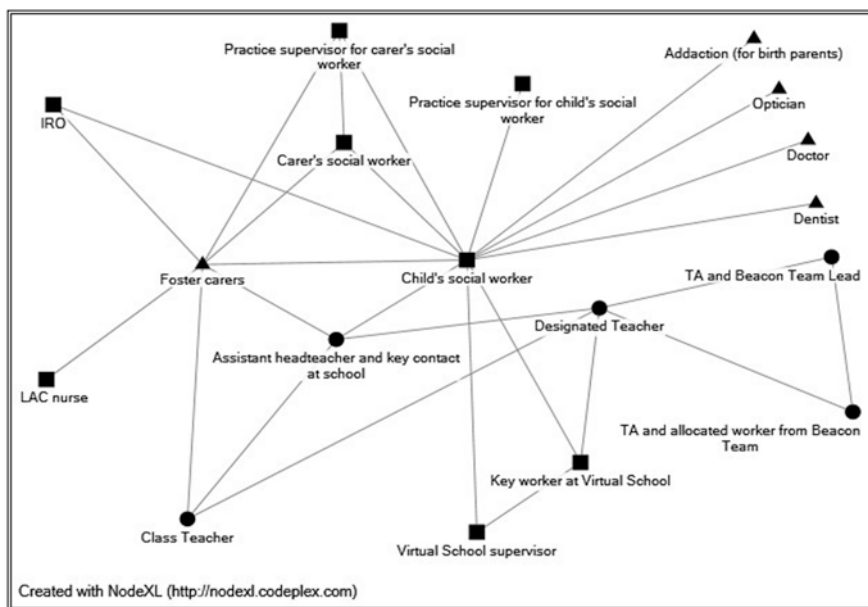 Practice supervisor for carer's social
worker
Addaction (for birth parents)
Practice supervisor for child's social
worker
Optician
IRO
Carer's social worker
Doctor
Dentist
Foster carers
Child's social worker
TA and Beacon Team Lead
Designated Teacher
Assistant headteacher and key contact
at school
LAC nurse
TA and allocated worker from Beacon
Team
Key worker at Virtual School
Class Teacher
Virtual School supervisor
Created with NodeXL (http://nodexl.codeplex.com)